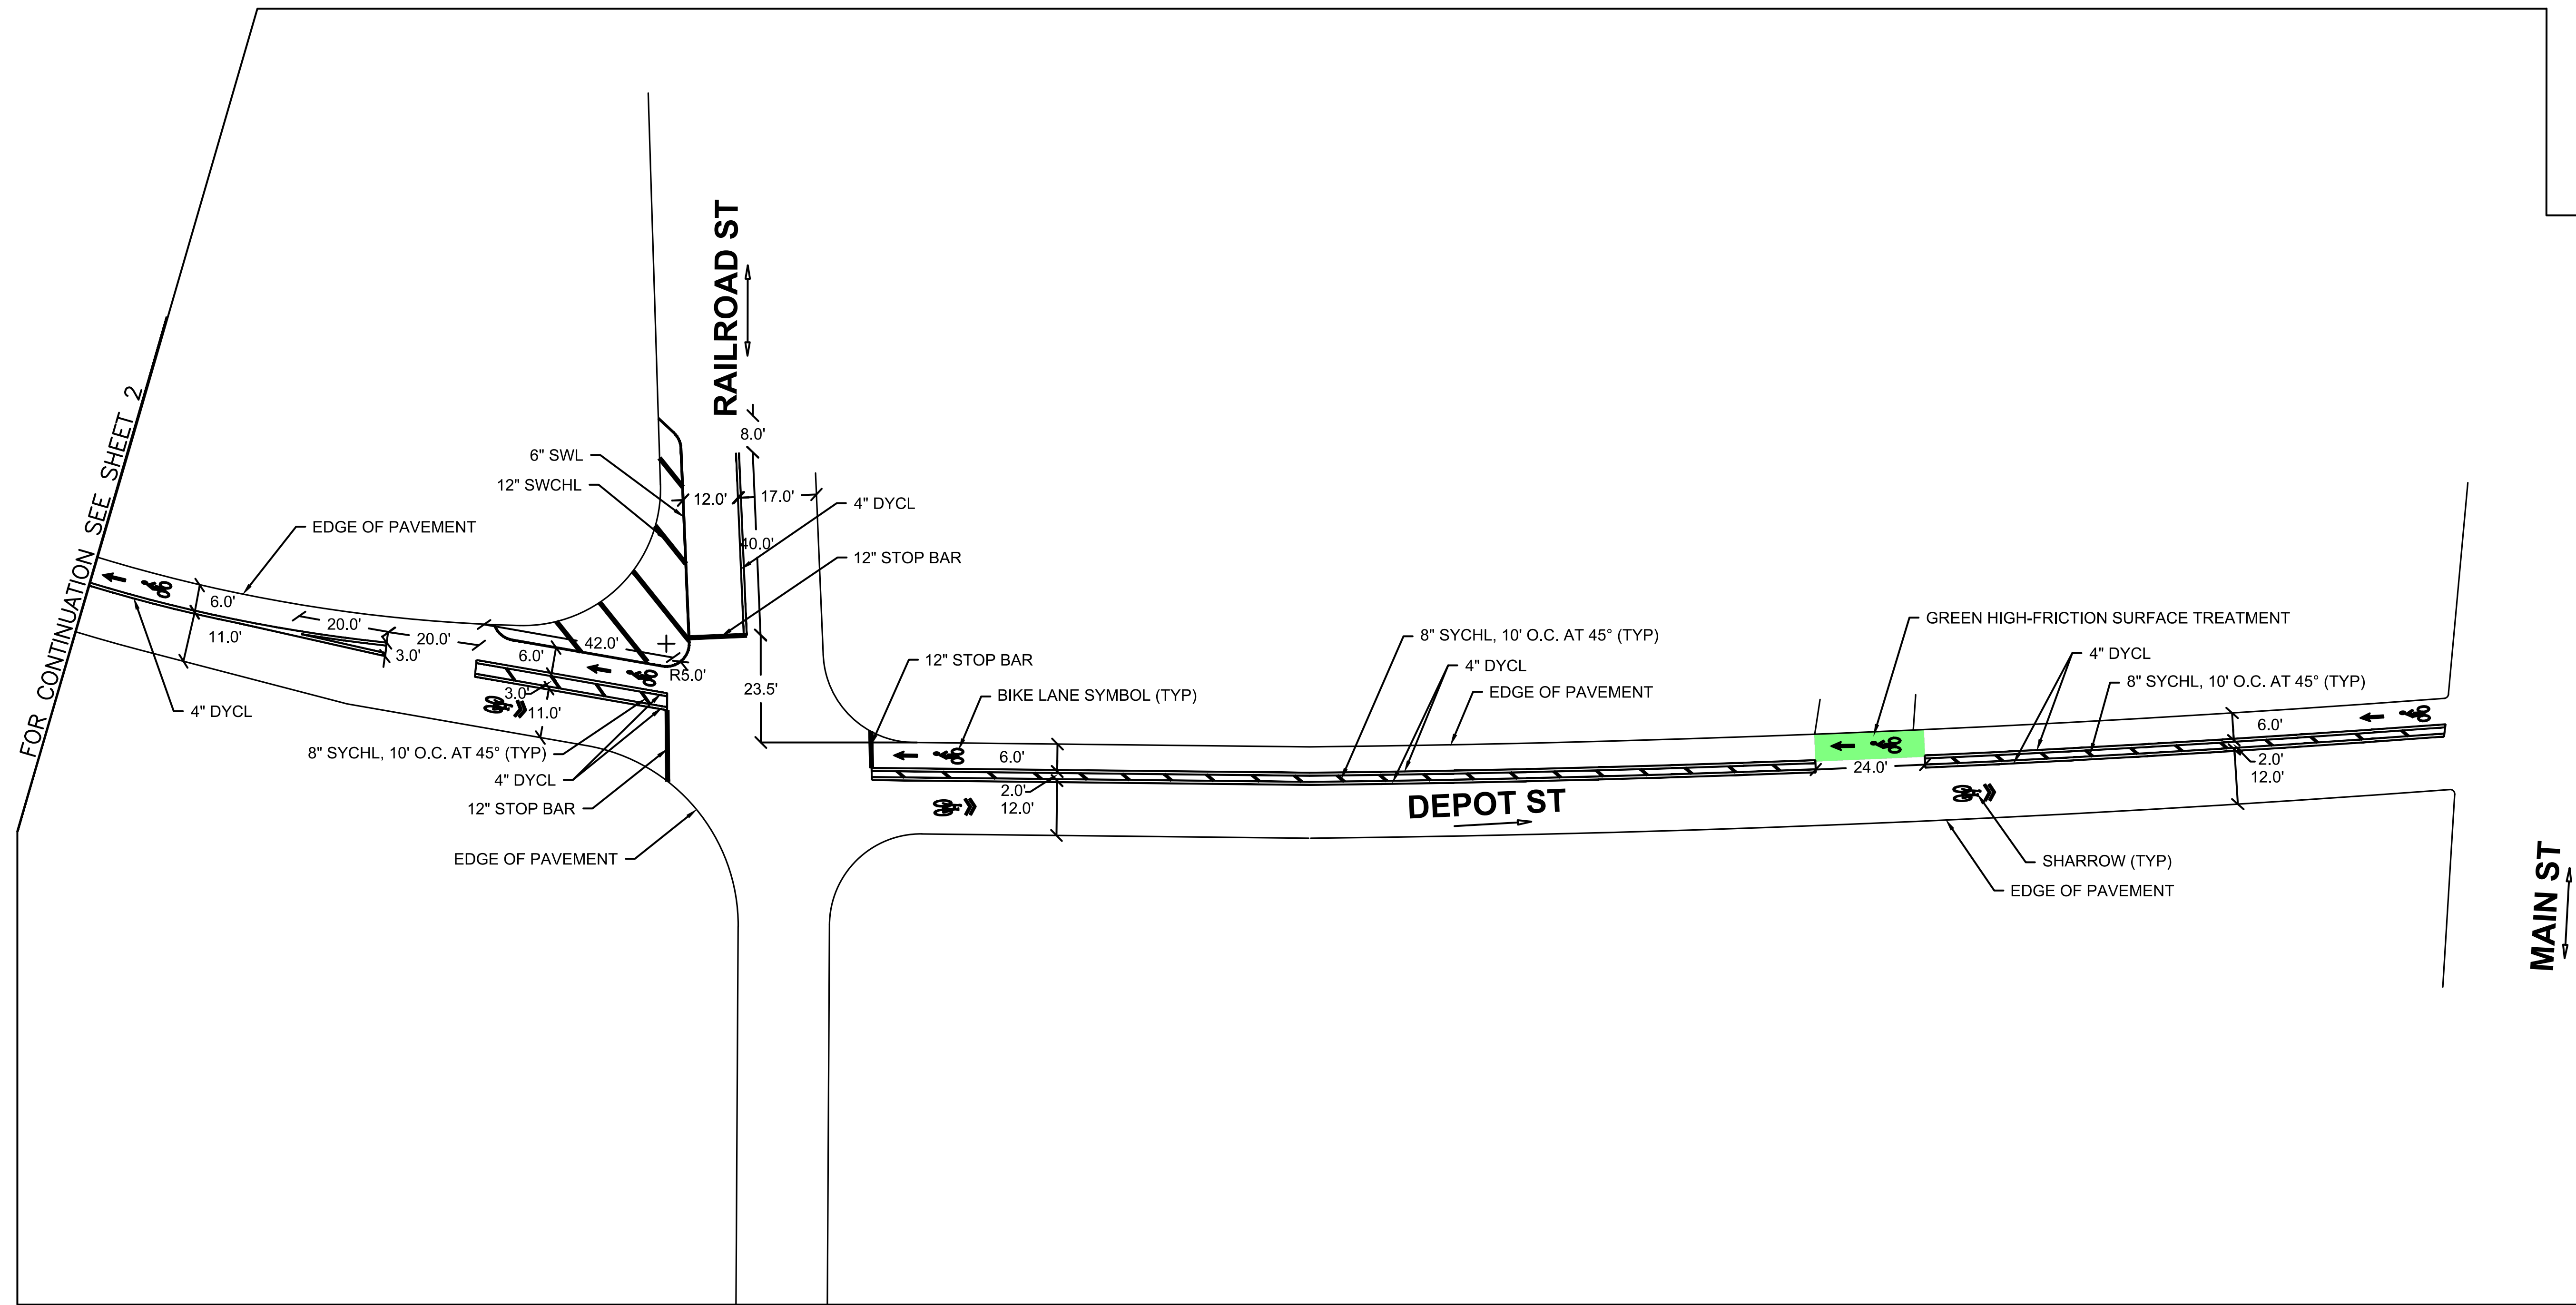 RAILROAD ST
FOR CONTINUATION SEE SHEET 2
8.0'
6" SWL
12" SWCHL
12.0'
17.0'
4" DYCL
EDGE OF PAVEMENT
40.0'
12" STOP BAR
6.0'
11.0'
20.0'
20.0'
3.0'
42.0'
6.0'
R5.0'
3.0'
11.0'
23.5'
4" DYCL
8" SYCHL, 10' O.C. AT 45° (TYP)
4" DYCL
12" STOP BAR
EDGE OF PAVEMENT
12" STOP BAR
BIKE LANE SYMBOL (TYP)
6.0'
2.0'
12.0'
8" SYCHL, 10' O.C. AT 45° (TYP)
4" DYCL
EDGE OF PAVEMENT
DEPOT ST
GREEN HIGH-FRICTION SURFACE TREATMENT
4" DYCL
8" SYCHL, 10' O.C. AT 45° (TYP)
24.0'
6.0'
2.0'
12.0'
SHARROW (TYP)
EDGE OF PAVEMENT
MAIN ST